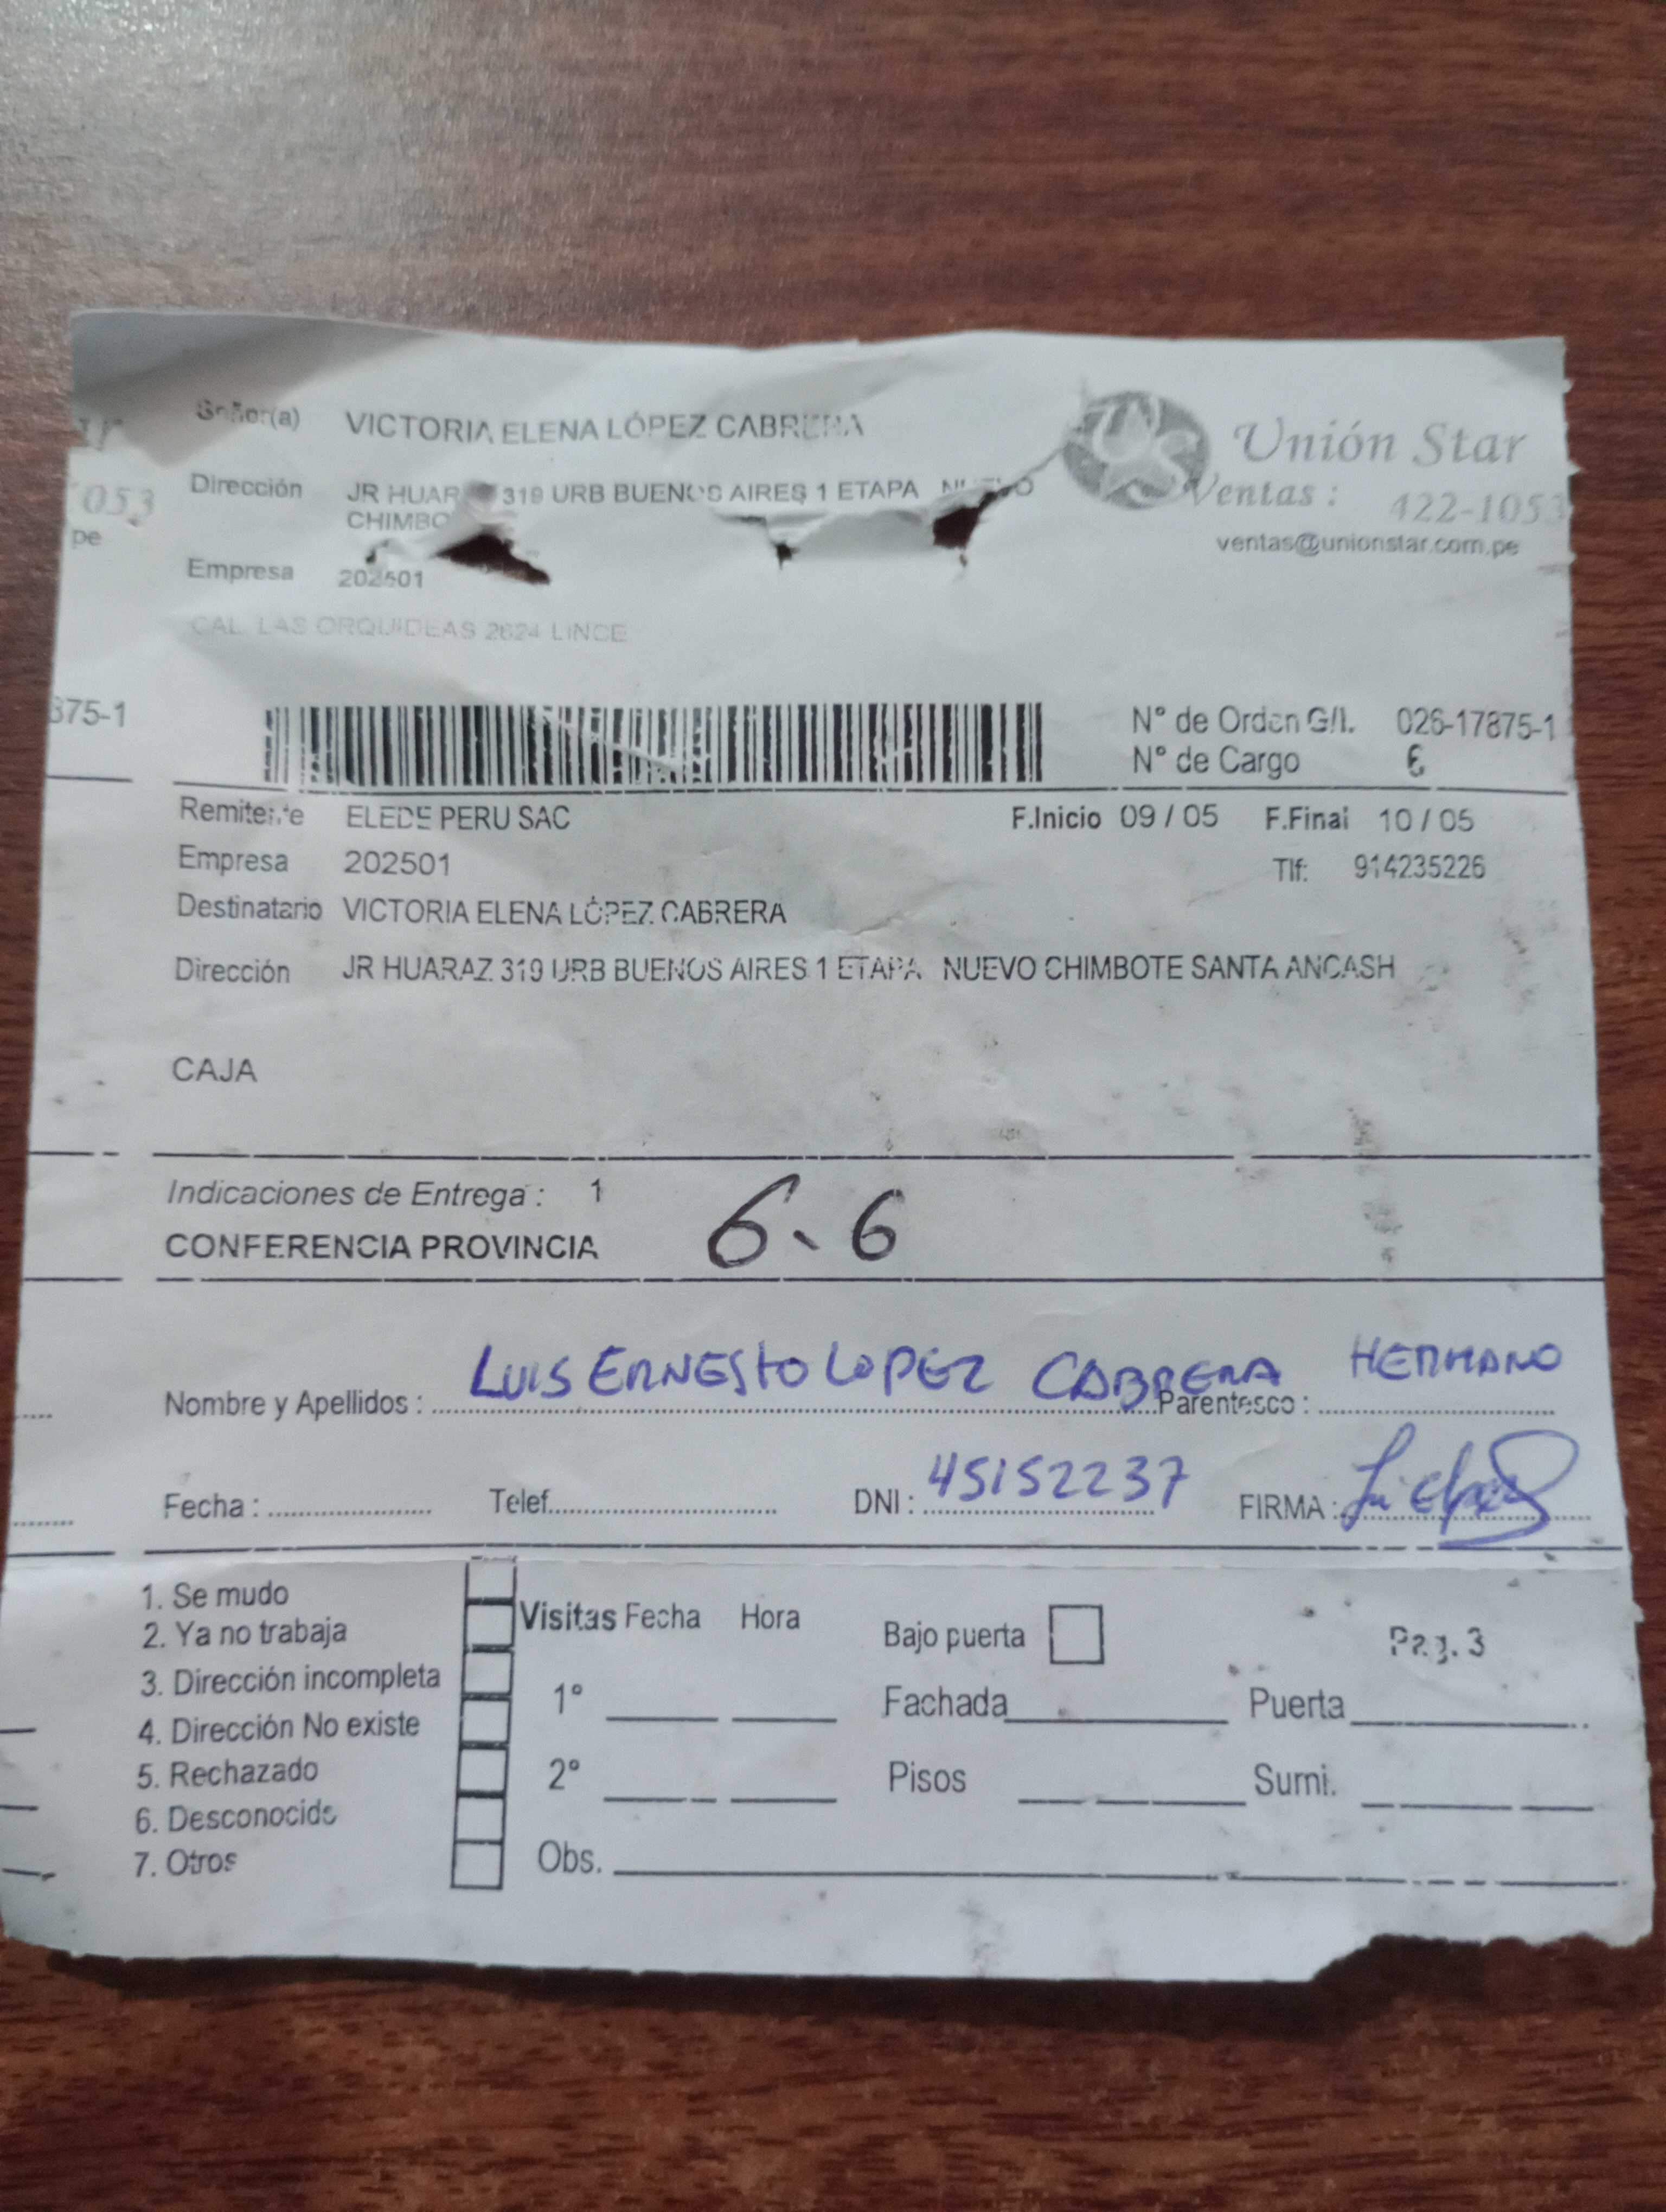 Señor(a) VICTORIA ELENA LÓPEZ CABRERA
Unión Star
Dirección JR HUAR 319 URB BUENOS AIRES 1 ETAPA
CHIMBO
Ventas : 422-1053
053
pe
ventas@unionstar.com.pe
Empresa 202501
CAL. LAS ORQUIDEAS 2624 LINCE
875-1
N° de Orden G/I. 026-17875-1
N° de Cargo 6
Remitente ELEDE PERU SAC F.Inicio 09 / 05 F.Final 10 / 05
Empresa 202501 Tlf: 914235226
Destinatario VICTORIA ELENA LÓPEZ CABRERA
Dirección JR HUARAZ 319 URB BUENOS AIRES 1 ETAPA NUEVO CHIMBOTE SANTA ANCASH
CAJA
Indicaciones de Entrega : 1
CONFERENCIA PROVINCIA 6.6
Nombre y Apellidos : LUIS ERNESTO LOPEZ CABRERA Parentesco : HERMANO
Fecha : Telef. DNI : 45152237 FIRMA :
1. Se mudo
2. Ya no trabaja
3. Dirección incompleta
4. Dirección No existe
5. Rechazado
6. Desconocido
7. Otros
Visitas Fecha Hora
1°
2°
Obs.
Bajo puerta Pag. 3
Fachada Puerta
Pisos Sumi.